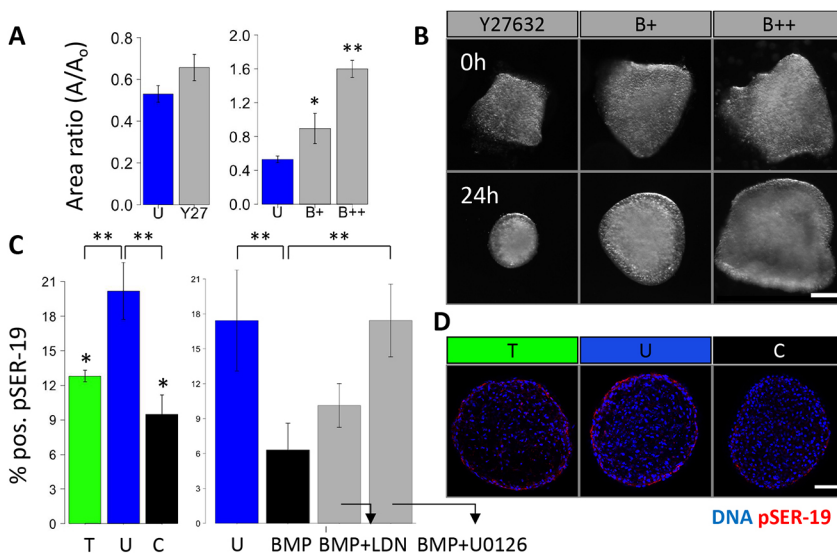 A
Area ratio (A/Ao)
0.8
0.6
0.4
0.2
0.0
U Y27
2.0
1.6
1.2
0.8
0.4
0.0
*
**
U B+ B++
B
Y27632 B+ B++
0h
24h
C
% pos. pSER-19
21
18
15
12
9
6
3
0
** **
* *
T U C
21
18
15
12
9
6
3
0
** **
U BMP BMP+LDN BMP+U0126
D
T U C
DNA pSER-19